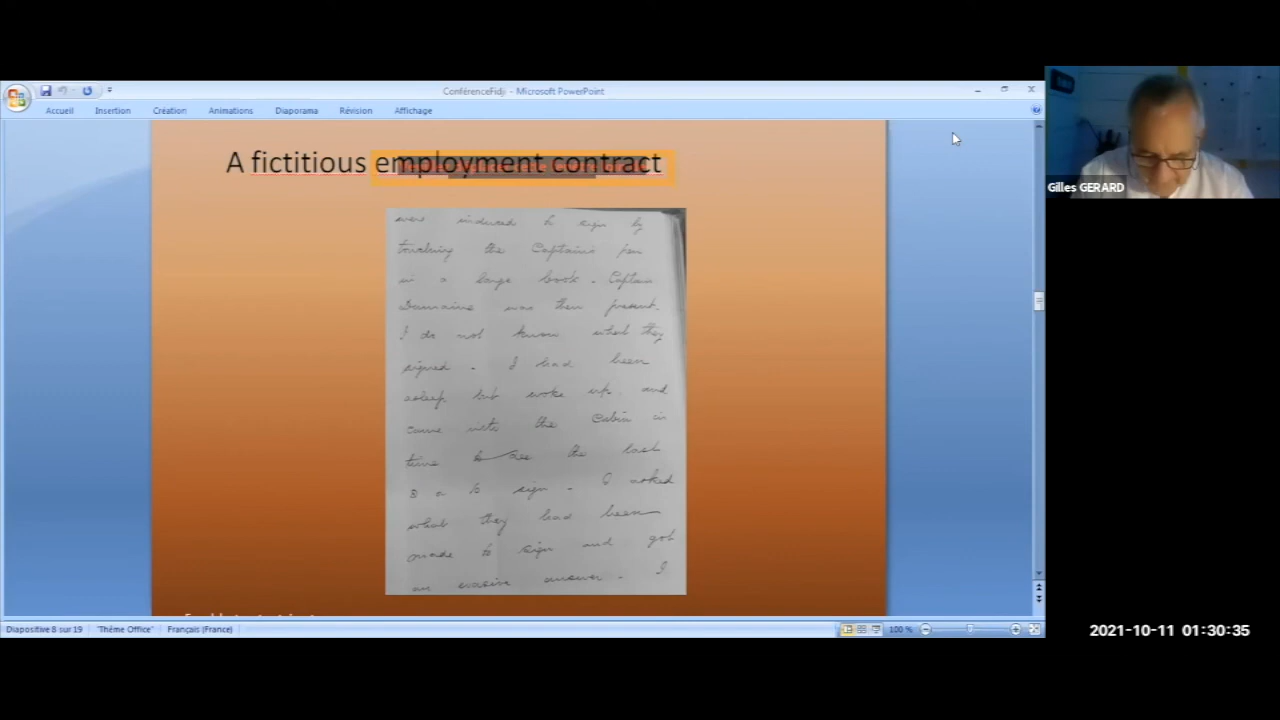 ConférenceFidji - Microsoft PowerPoint
Accueil Insertion Création Animations Diaporama Révision Affichage
A fictitious employment contract
were induced to sign by
touching the Captain's pen
in a large book. Captain
was then present.
I do not know what they
signed. I had been
asleep but woke up and
came into the Cabin in
time to see the last
to sign. I asked
what they had been
made to sign and got
an evasive answer. I
Gilles GERARD
Diapositive 8 sur 19 "Thème Office" Français (France) 100 %
2021-10-11 01:30:35